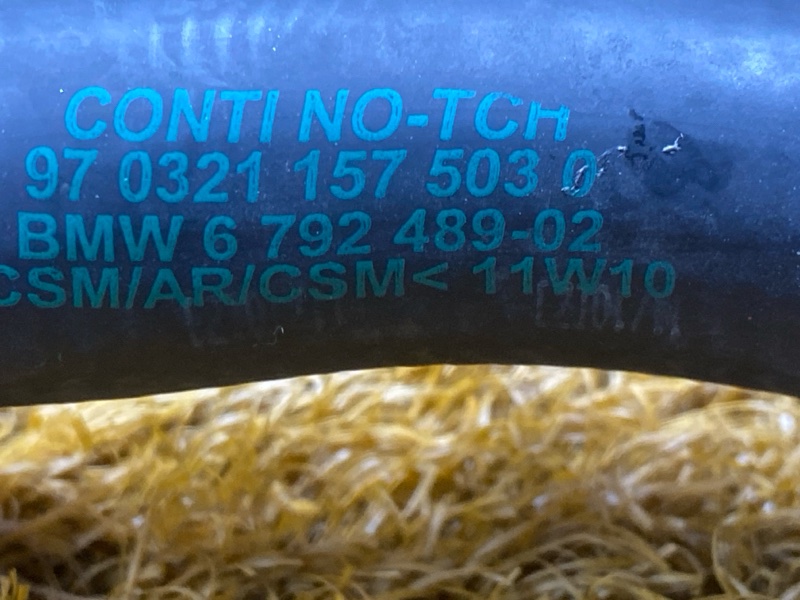 CONTI NO-TCH
97 0321 157 503 0
BMW 6 792 489-02
CSM/AR/CSM< 11W10